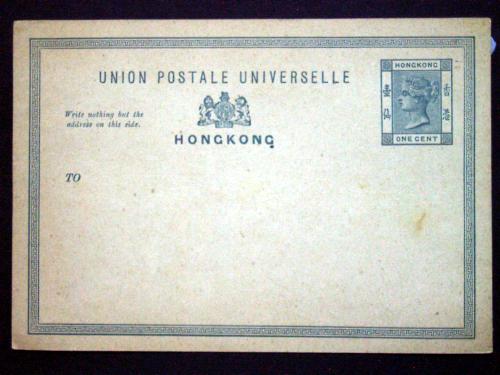 UNION POSTALE UNIVERSELLE
HONGKONG
ONE CENT
Write nothing but the
address on this side.
HONGKONG
TO